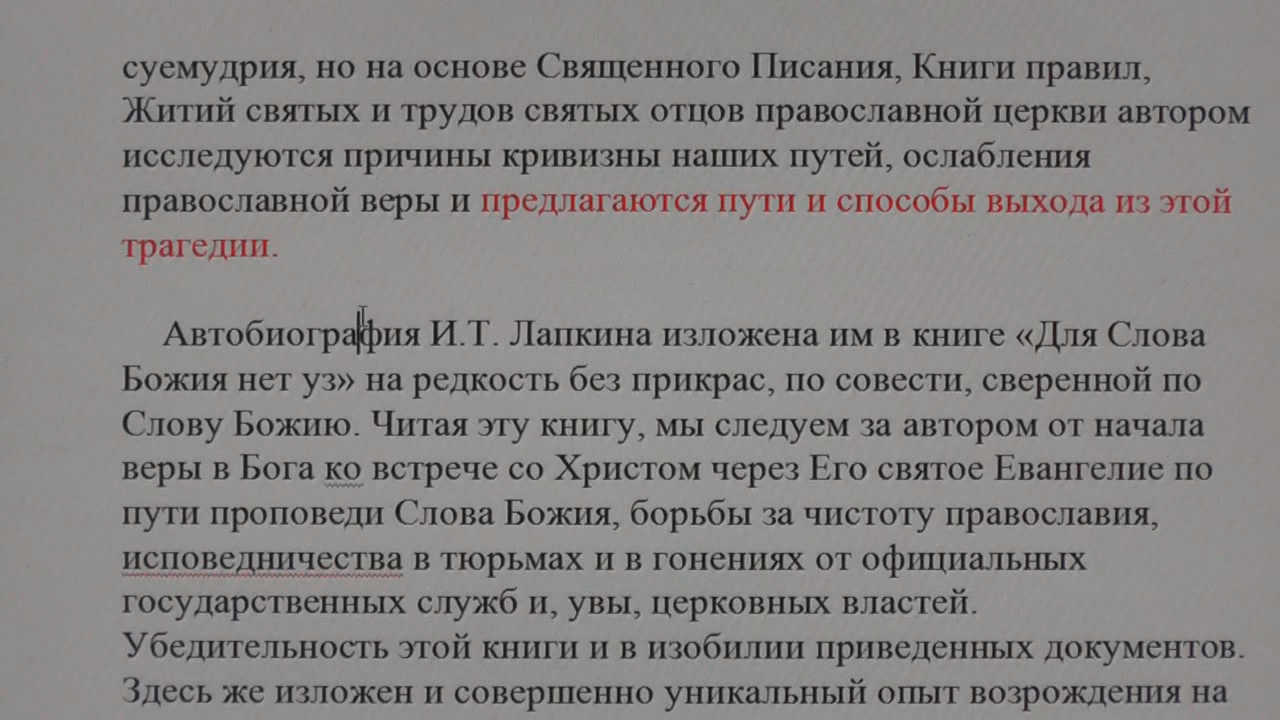 суемудрия, но на основе Священного Писания, Книги правил,
Житий святых и трудов святых отцов православной церкви автором
исследуются причины кривизны наших путей, ослабления
православной веры и предлагаются пути и способы выхода из этой
трагедии.
Автобиография И.Т. Лапкина изложена им в книге «Для Слова
Божия нет уз» на редкость без прикрас, по совести, сверенной по
Слову Божию. Читая эту книгу, мы следуем за автором от начала
веры в Бога ко встрече со Христом через Его святое Евангелие по
пути проповеди Слова Божия, борьбы за чистоту православия,
исповедничества в тюрьмах и в гонениях от официальных
государственных служб и, увы, церковных властей.
Убедительность этой книги и в изобилии приведенных документов.
Здесь же изложен и совершенно уникальный опыт возрождения на